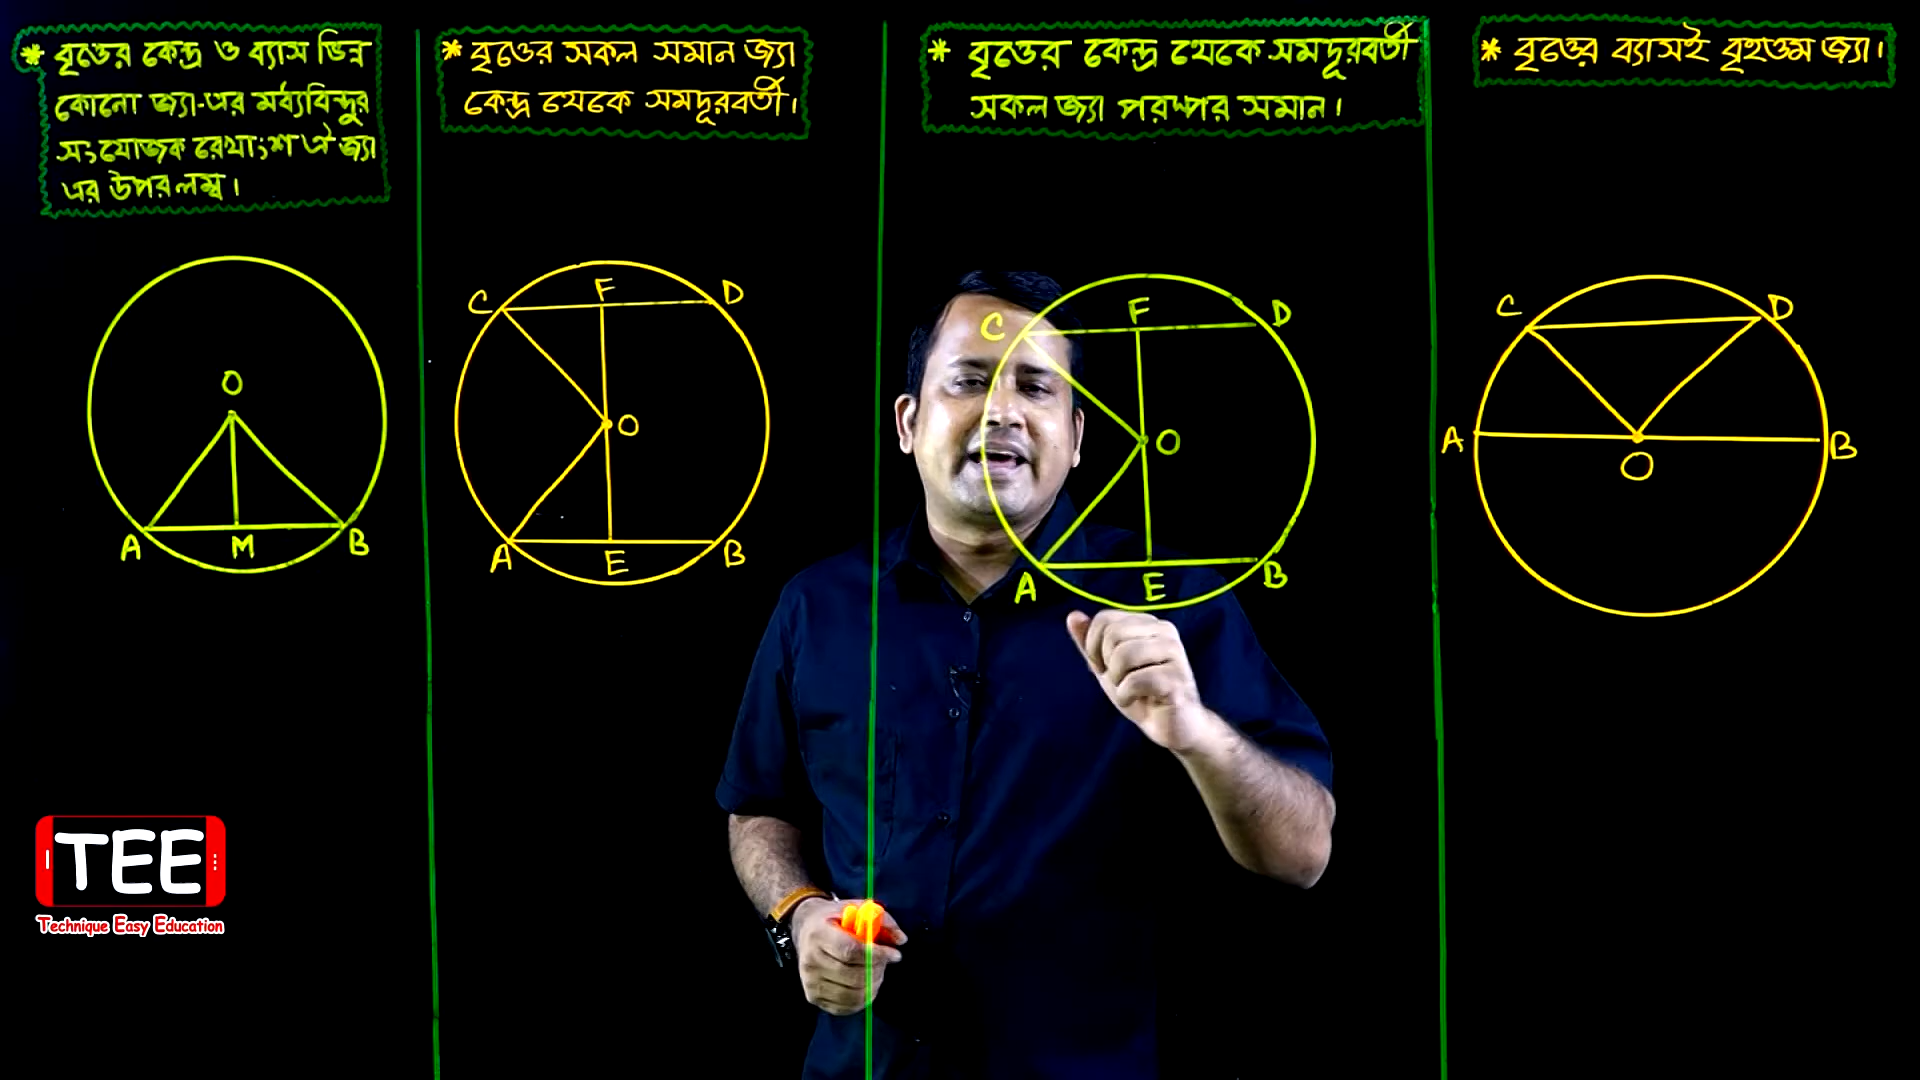 * বৃত্তের কেন্দ্র ও ব্যাস ভিন্ন
কোনো জ্যা-এর মধ্যবিন্দুর
সংযোজক রেখাংশ ঐ জ্যা
এর উপর লম্ব।
O
A M B
* বৃত্তের সকল সমান জ্যা
কেন্দ্র থেকে সমদূরবর্তী।
C F D
O
A E B
* বৃত্তের কেন্দ্র থেকে সমদূরবর্তী
সকল জ্যা পরস্পর সমান।
C F D
O
A E B
* বৃত্তের ব্যাসই বৃহত্তম জ্যা।
C D
A B
O
TEE
Technique Easy Education